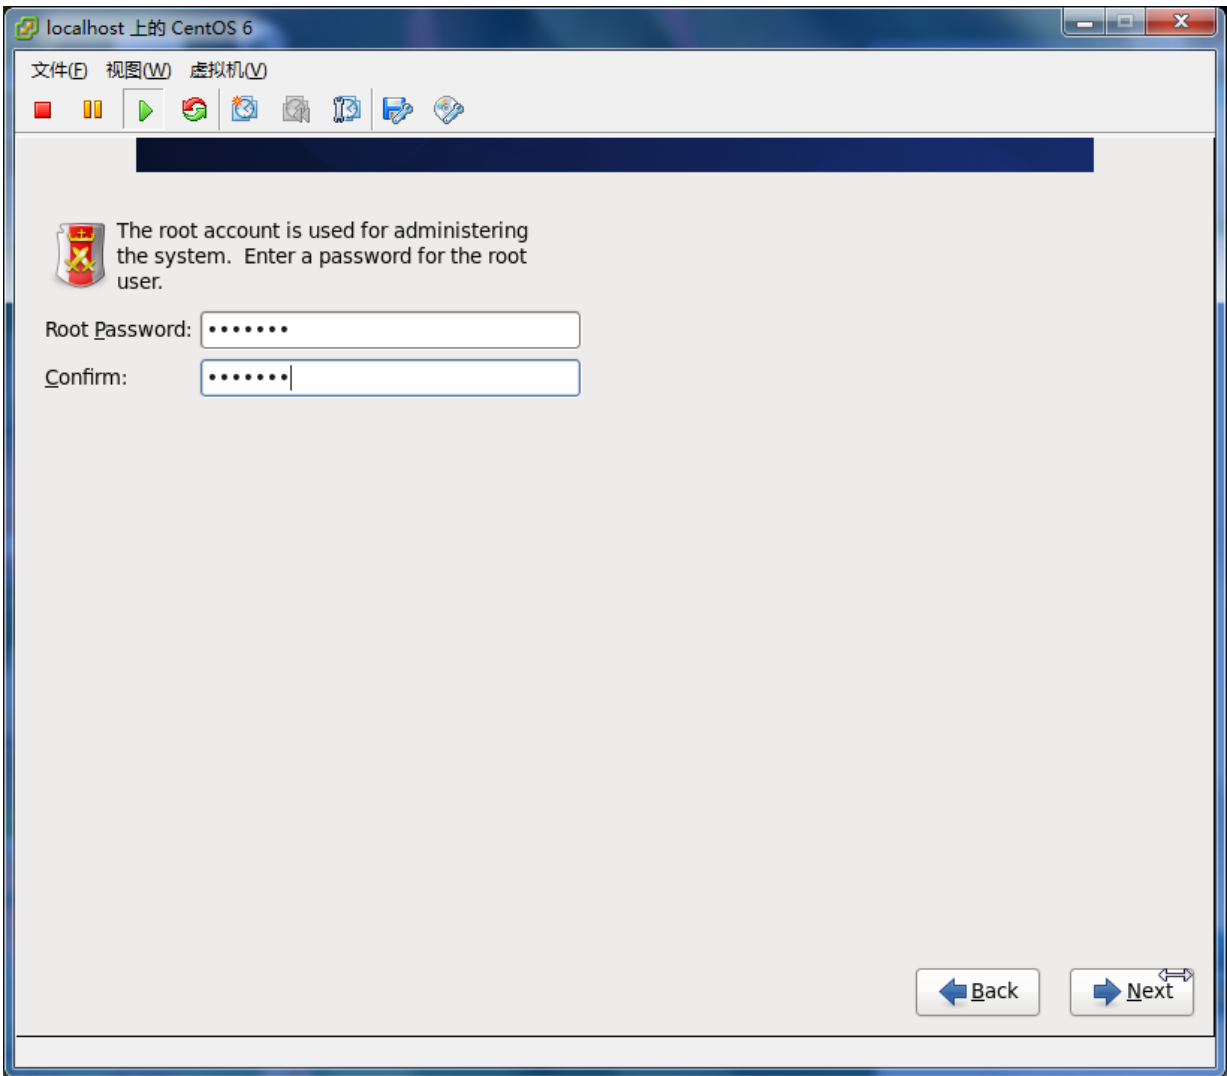 localhost 上的 CentOS 6
文件(F) 视图(W) 虚拟机(V)
The root account is used for administering
the system. Enter a password for the root
user.
Root Password: •••••••
Confirm: •••••••
Back Next